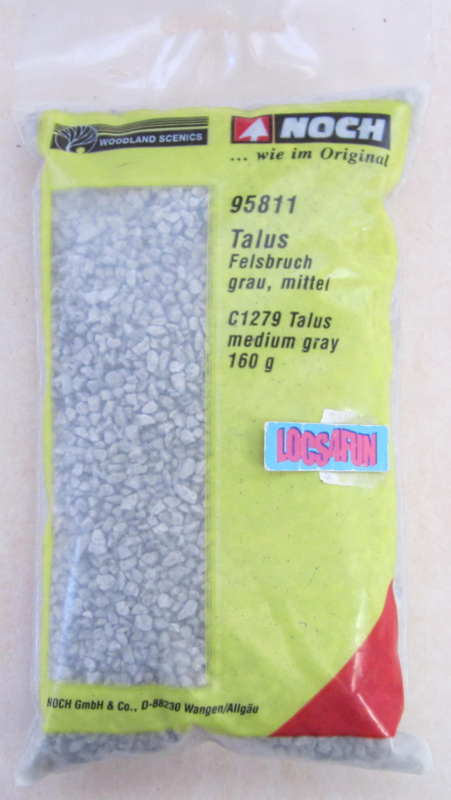 WOODLAND SCENICS
NOCH
... wie im Original
95811
Talus
Felsbruch
grau, mittel
C1279 Talus
medium gray
160 g
LOCS4FUN
NOCH GmbH & Co., D-88230 Wangen/Allgäu